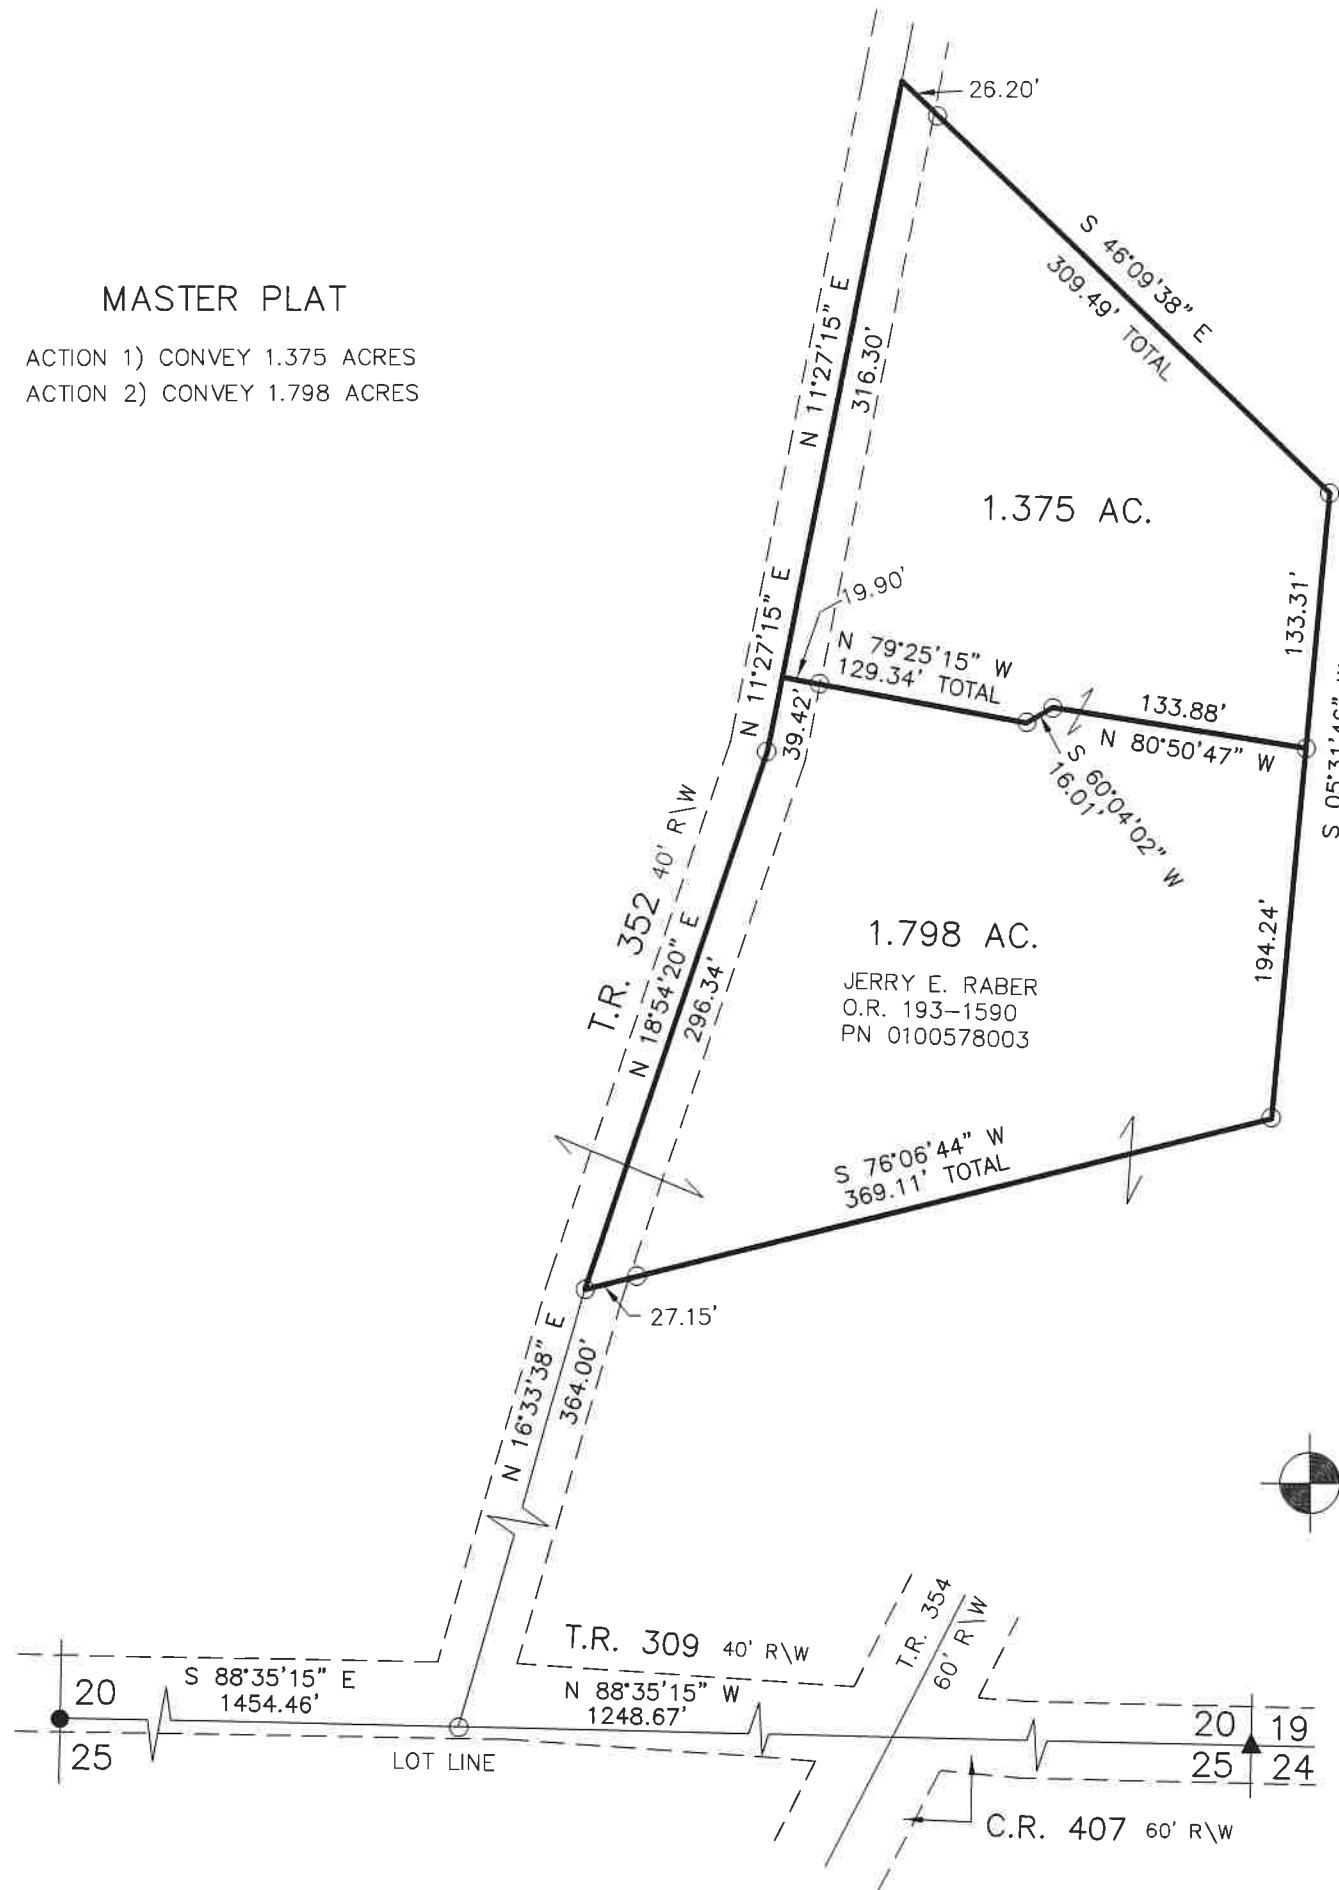 26.20'
S 46°09'38" E
309.49' TOTAL
MASTER PLAT
ACTION 1) CONVEY 1.375 ACRES
ACTION 2) CONVEY 1.798 ACRES
N 11°27'15" E
316.30'
1.375 AC.
133.31'
19.90'
N 11°27'15" E
39.42'
N 79°25'15" W
129.34' TOTAL
133.88'
N 80°50'47" W
S 60°04'02" W
16.01'
S 05°31'46" W
T.R. 352 40' R\W
N 18°54'20" E
296.34'
1.798 AC.
JERRY E. RABER
O.R. 193-1590
PN 0100578003
194.24'
S 76°06'44" W
369.11' TOTAL
27.15'
N 16°33'38" E
364.00'
T.R. 354
60' R\W
T.R. 309 40' R\W
S 88°35'15" E
1454.46'
N 88°35'15" W
1248.67'
20
25
LOT LINE
20 19
25 24
C.R. 407 60' R\W